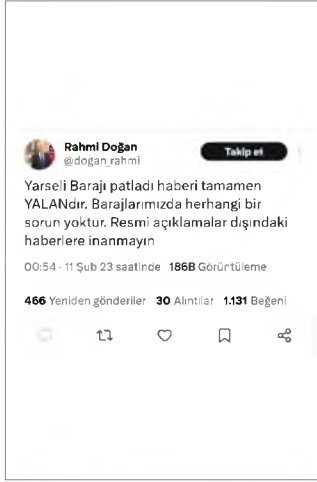 Rahmi Doğan
@dogan_rahmi
Takip et
Yarseli Barajı patladı haberi tamamen
YALANdır. Barajlarımızda herhangi bir
sorun yoktur. Resmi açıklamalar dışındaki
haberlere inanmayın
00:54 · 11 Şub 23 saatinde 186B Görüntüleme
466 Yeniden gönderiler 30 Alıntılar 1.131 Beğeni